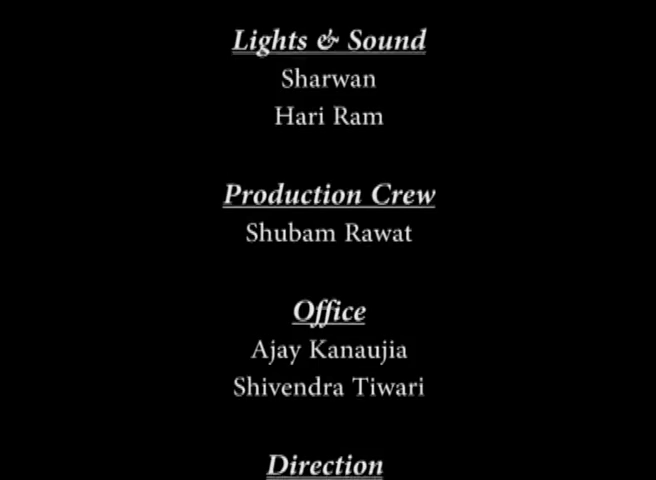 Lights & Sound
Sharwan
Hari Ram
Production Crew
Shubam Rawat
Office
Ajay Kanaujia
Shivendra Tiwari
Direction